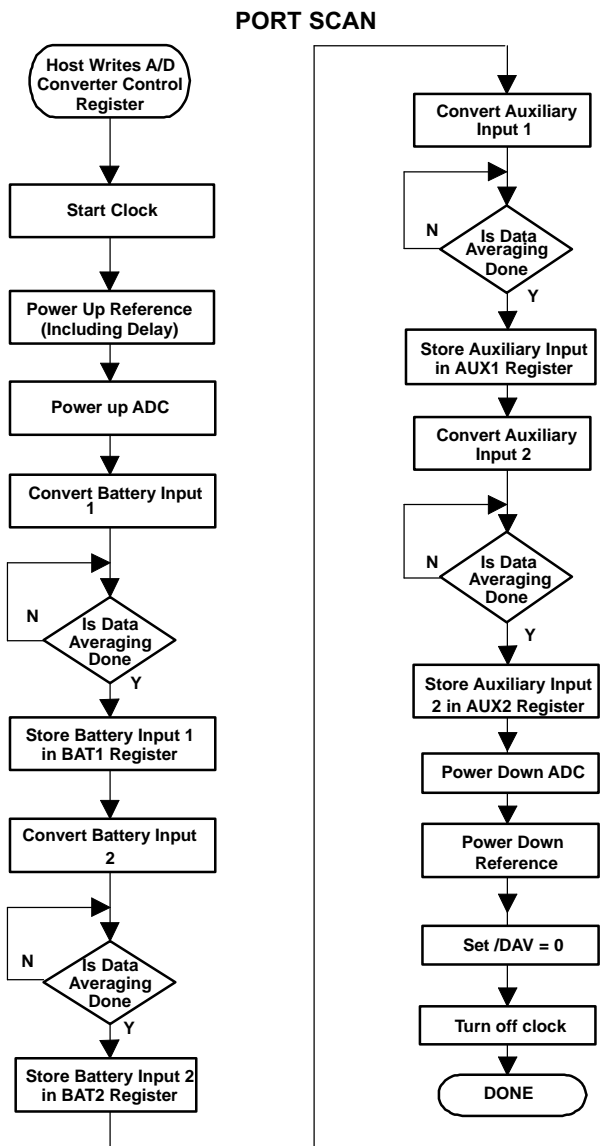 PORT SCAN
Host Writes A/D
Converter Control
Register
Start Clock
Power Up Reference
(Including Delay)
Power up ADC
Convert Battery Input
1
N
Is Data
Averaging
Done
Y
Store Battery Input 1
in BAT1 Register
Convert Battery Input
2
N
Is Data
Averaging
Done
Y
Store Battery Input 2
in BAT2 Register
Convert Auxiliary
Input 1
N
Is Data
Averaging
Done
Y
Store Auxiliary Input
in AUX1 Register
Convert Auxiliary
Input 2
N
Is Data
Averaging
Done
Y
Store Auxiliary Input
2 in AUX2 Register
Power Down ADC
Power Down
Reference
Set /DAV = 0
Turn off clock
DONE